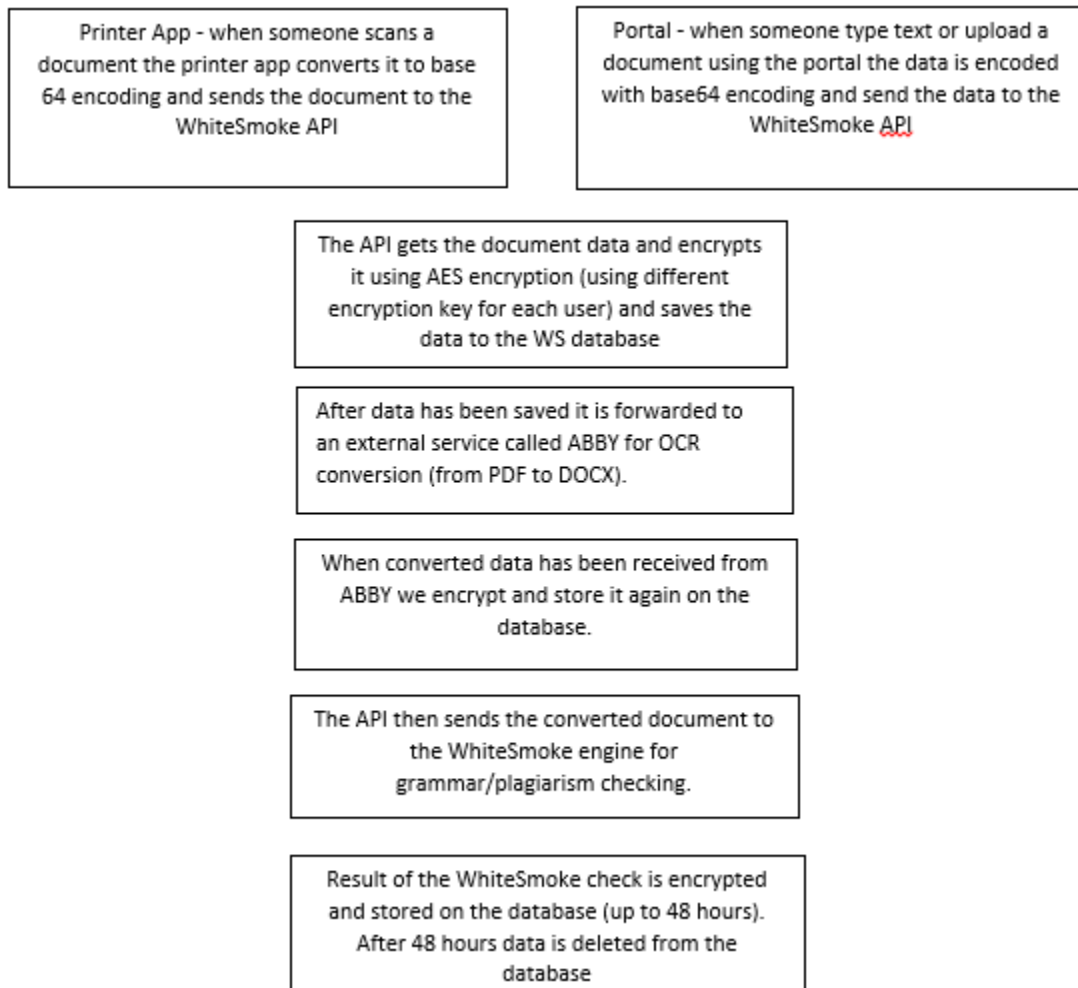 Printer App - when someone scans a
document the printer app converts it to base
64 encoding and sends the document to the
WhiteSmoke API
Portal - when someone type text or upload a
document using the portal the data is encoded
with base64 encoding and send the data to the
WhiteSmoke API
The API gets the document data and encrypts
it using AES encryption (using different
encryption key for each user) and saves the
data to the WS database
After data has been saved it is forwarded to
an external service called ABBY for OCR
conversion (from PDF to DOCX).
When converted data has been received from
ABBY we encrypt and store it again on the
database.
The API then sends the converted document to
the WhiteSmoke engine for
grammar/plagiarism checking.
Result of the WhiteSmoke check is encrypted
and stored on the database (up to 48 hours).
After 48 hours data is deleted from the
database